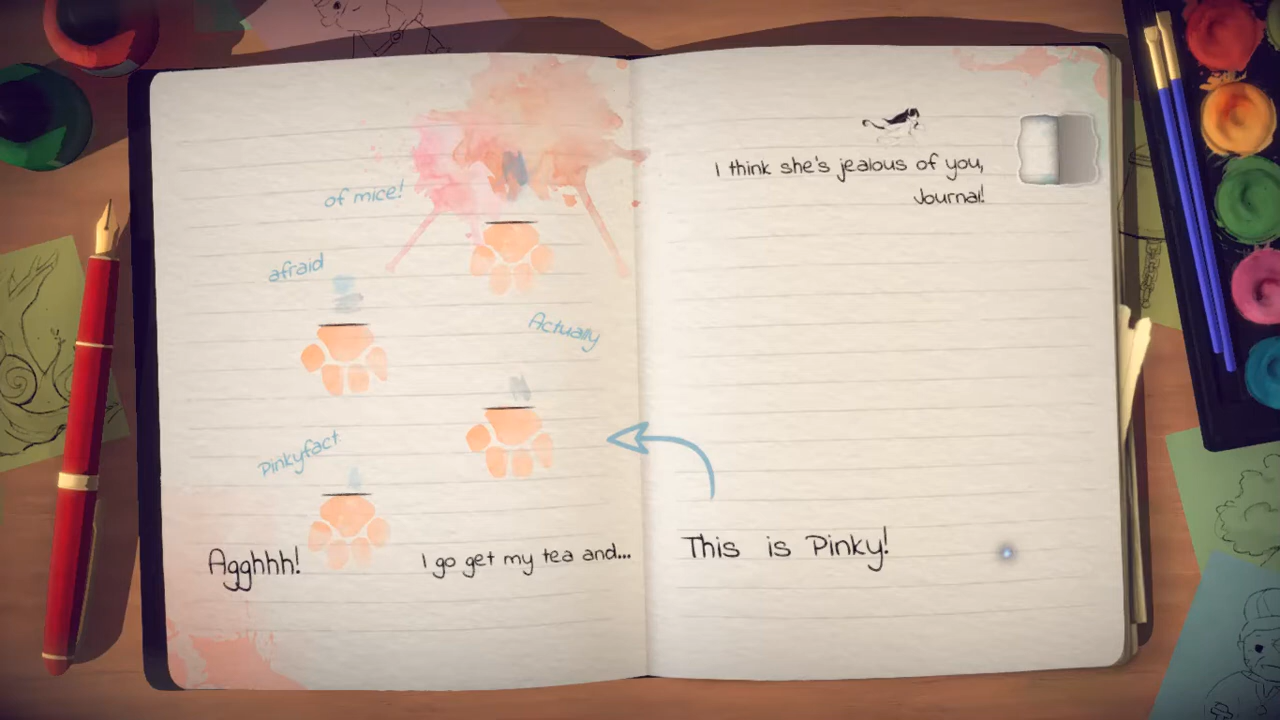 of mice!
afraid
Actually
Pinkyfact
Agghhh!
I go get my tea and...
I think she's jealous of you,
Journal!
This is Pinky!